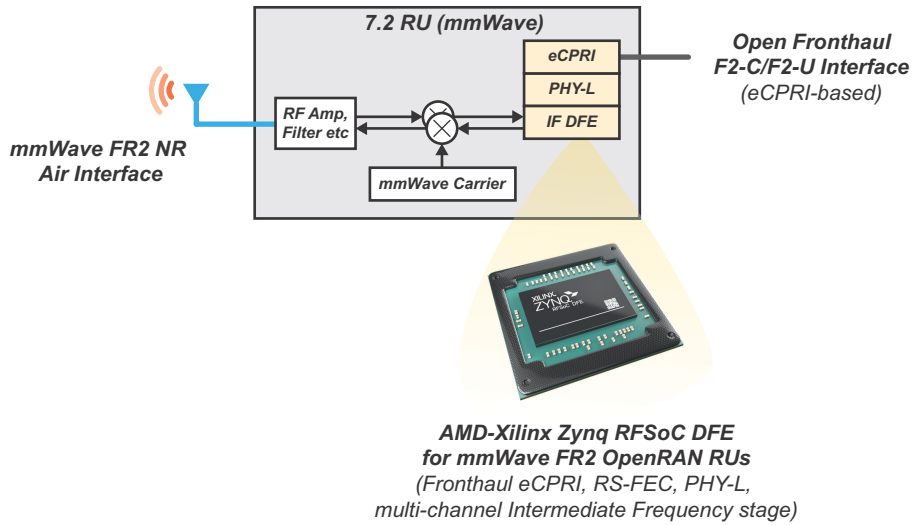 7.2 RU (mmWave)
eCPRI
PHY-L
IF DFE
RF Amp,
Filter etc
mmWave Carrier
Open Fronthaul
F2-C/F2-U Interface
(eCPRI-based)
mmWave FR2 NR
Air Interface
XILINX
ZYNQ
RFSoC DFE
AMD-Xilinx Zynq RFSoC DFE
for mmWave FR2 OpenRAN RUs
(Fronthaul eCPRI, RS-FEC, PHY-L,
multi-channel Intermediate Frequency stage)